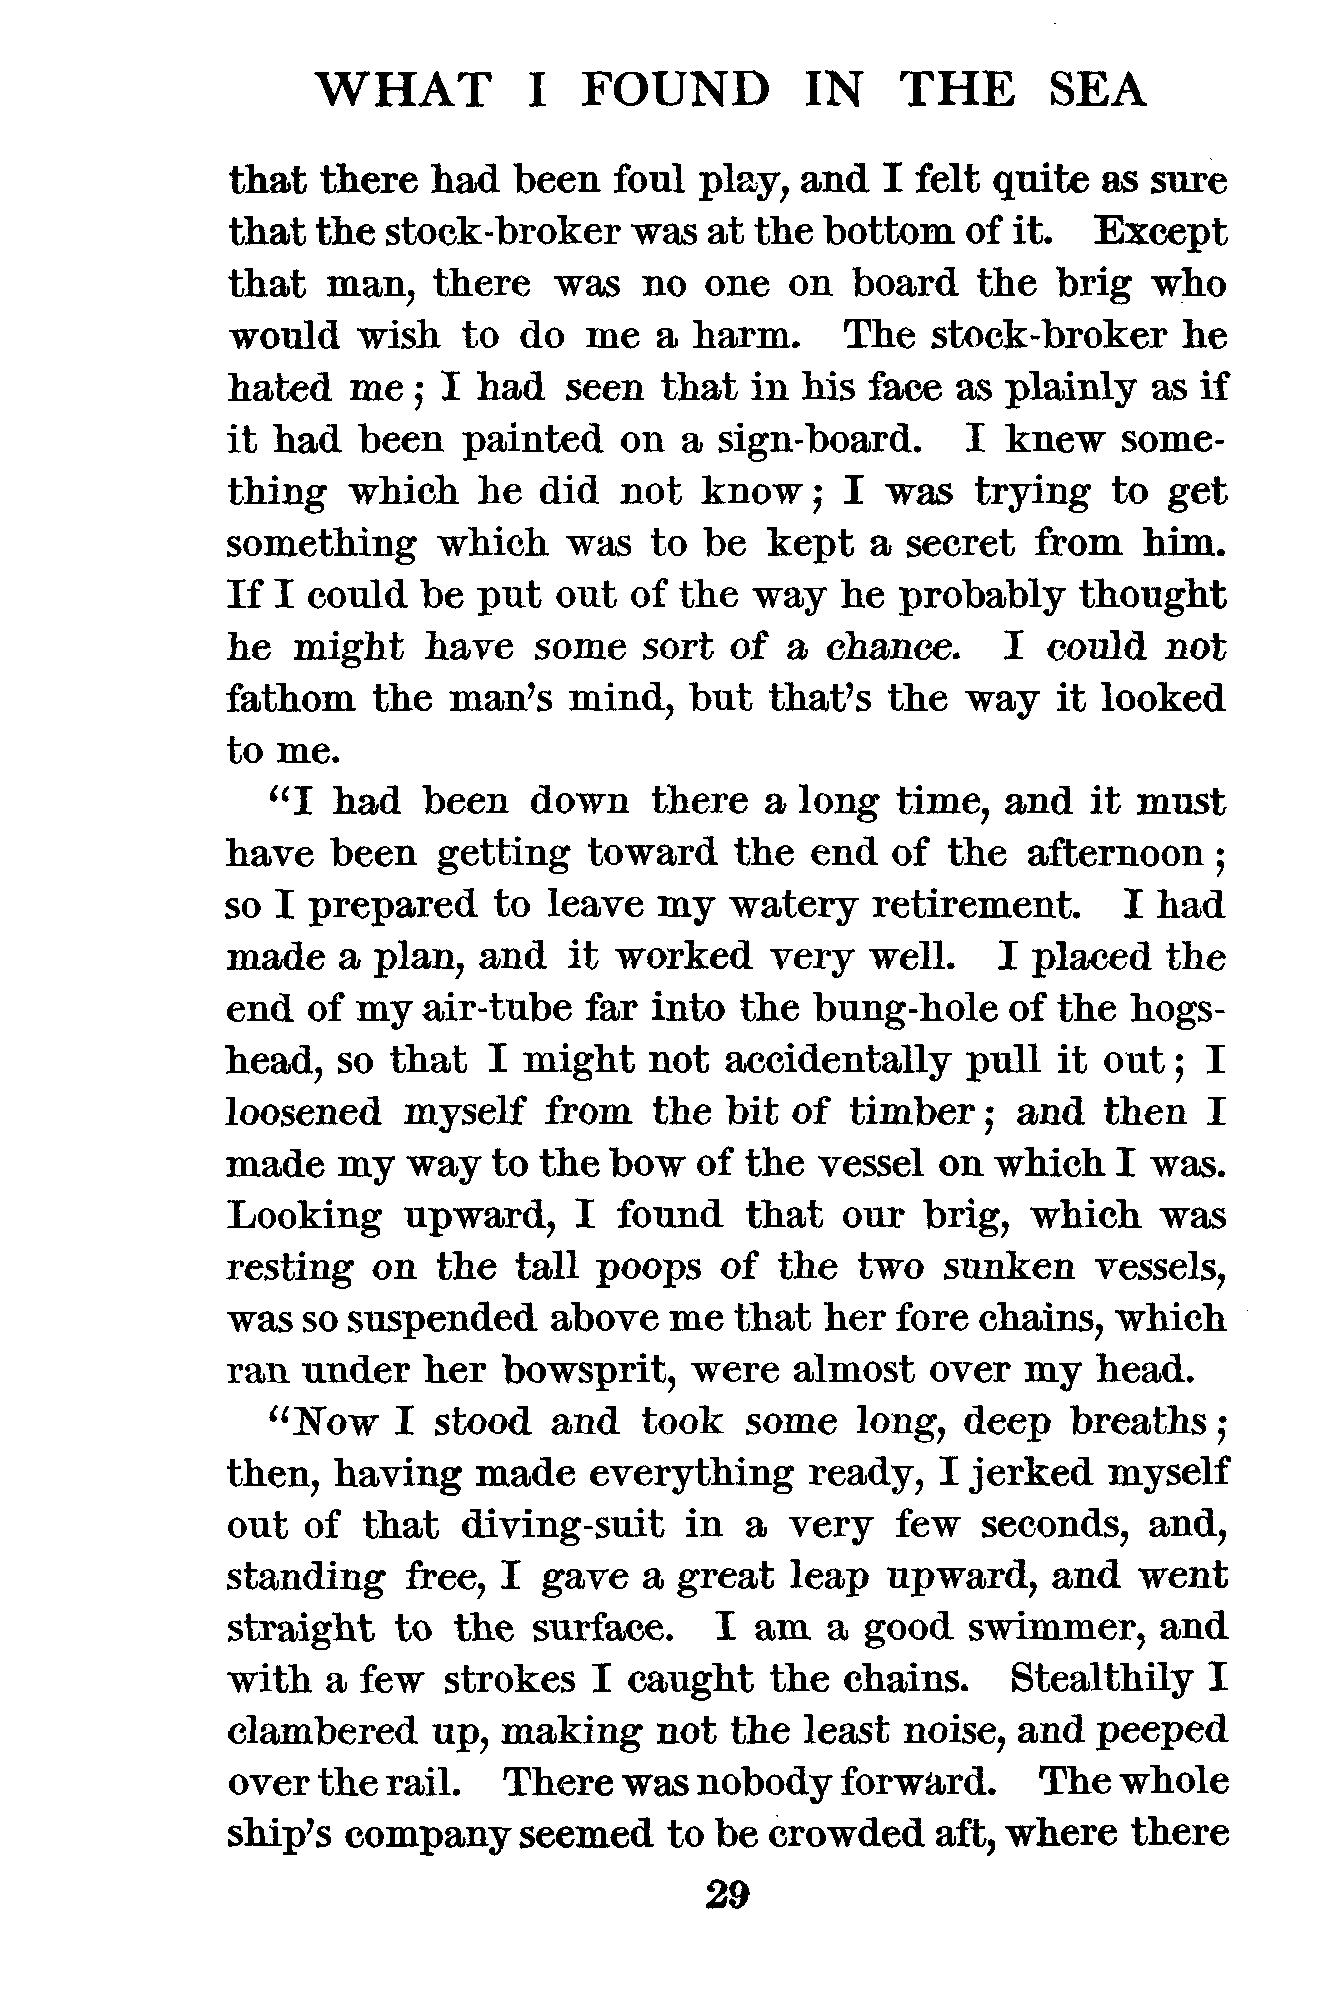 WHAT I FOUND IN THE SEA
that there had been foul play, and I felt quite as sure
that the stock-broker was at the bottom of it. Except
that man, there was no one on board the brig who
would wish to do me a harm. The stock-broker he
hated me; I had seen that in his face as plainly as if
it had been painted on a sign-board. I knew some-
thing which he did not know; I was trying to get
something which was to be kept a secret from him.
If I could be put out of the way he probably thought
he might have some sort of a chance. I could not
fathom the man's mind, but that's the way it looked
to me.
"I had been down there a long time, and it must
have been getting toward the end of the afternoon;
so I prepared to leave my watery retirement. I had
made a plan, and it worked very well. I placed the
end of my air-tube far into the bung-hole of the hogs-
head, so that I might not accidentally pull it out; I
loosened myself from the bit of timber; and then I
made my way to the bow of the vessel on which I was.
Looking upward, I found that our brig, which was
resting on the tall poops of the two sunken vessels,
was so suspended above me that her fore chains, which
ran under her bowsprit, were almost over my head.
"Now I stood and took some long, deep breaths;
then, having made everything ready, I jerked myself
out of that diving-suit in a very few seconds, and,
standing free, I gave a great leap upward, and went
straight to the surface. I am a good swimmer, and
with a few strokes I caught the chains. Stealthily I
clambered up, making not the least noise, and peeped
over the rail. There was nobody forward. The whole
ship's company seemed to be crowded aft, where there
29